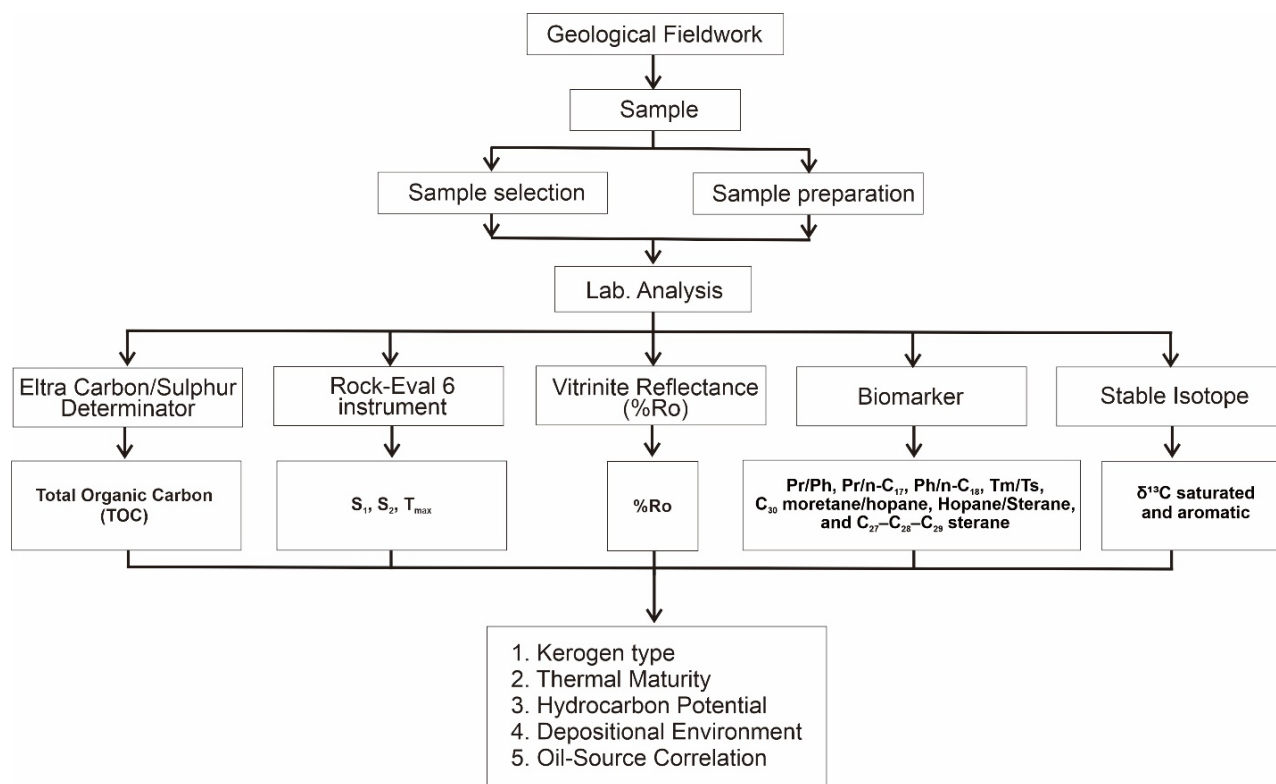 Geological Fieldwork
Sample
Sample selection
Sample preparation
Lab. Analysis
Eltra Carbon/Sulphur
Determinator
Rock-Eval 6
instrument
Vitrinite Reflectance
(%Ro)
Biomarker
Stable Isotope
Total Organic Carbon
(TOC)
S₁, S₂, Tₘₐₓ
%Ro
Pr/Ph, Pr/n-C₁₇, Ph/n-C₁₈, Tm/Ts,
C₃₀ moretane/hopane, Hopane/Sterane,
and C₂₇–C₂₈–C₂₉ sterane
δ¹³C saturated
and aromatic
1. Kerogen type
2. Thermal Maturity
3. Hydrocarbon Potential
4. Depositional Environment
5. Oil-Source Correlation